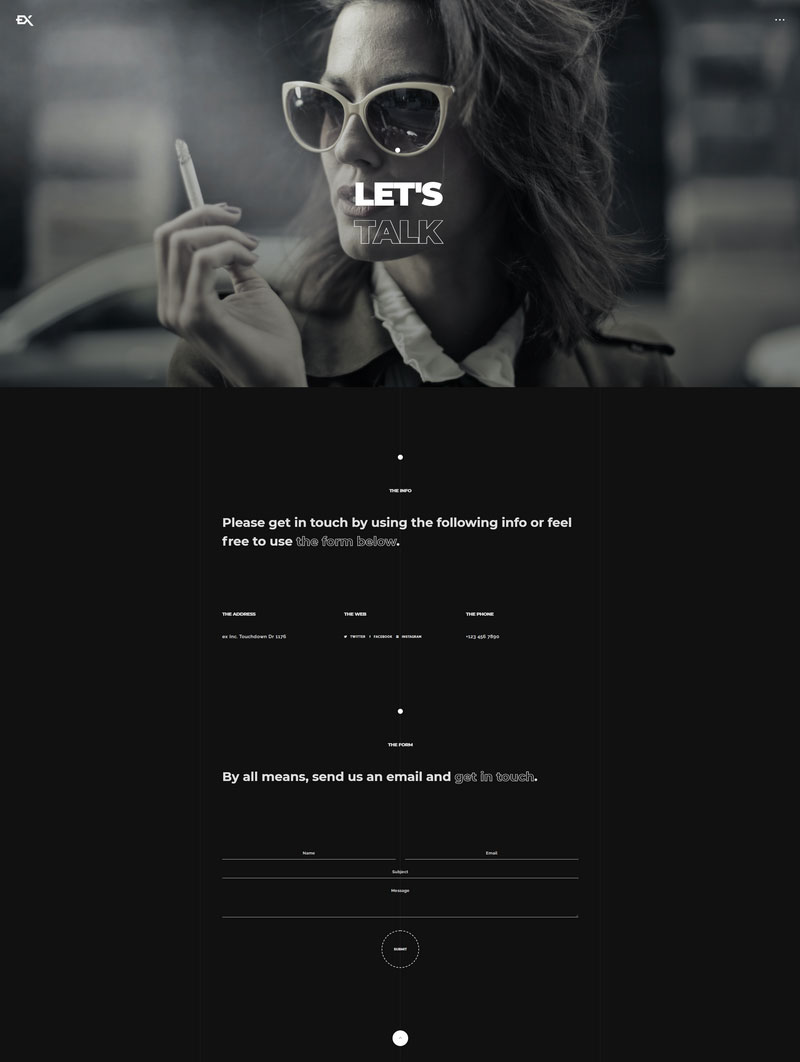 EX
LET'S
TALK
THE INFO
Please get in touch by using the following info or feel
free to use the form below.
THE ADDRESS
THE WEB
THE PHONE
ex Inc. Touchdown Dr 1176
TWITTER FACEBOOK INSTAGRAM
+123 456 7890
THE FORM
By all means, send us an email and get in touch.
Name
Email
Subject
Message
SUBMIT